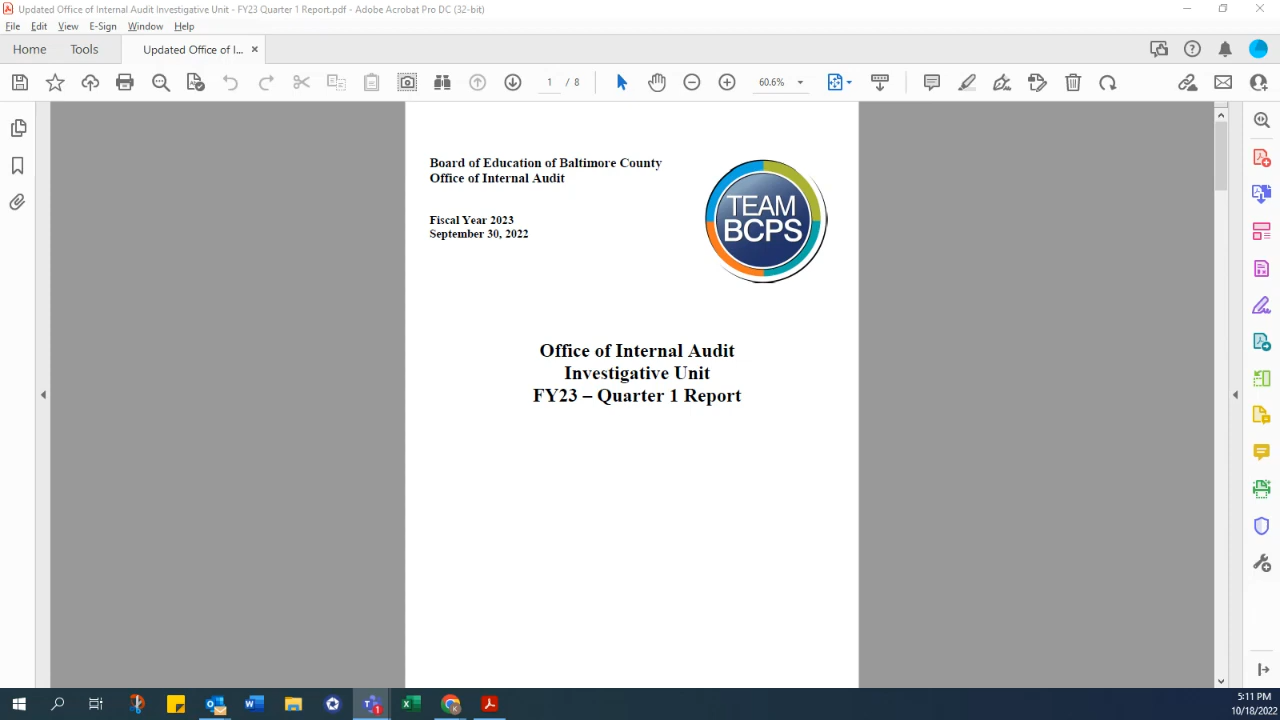 Updated Office of Internal Audit Investigative Unit - FY23 Quarter 1 Report.pdf - Adobe Acrobat Pro DC (32-bit)
File Edit View E-Sign Window Help
Home Tools Updated Office of I... ×
1 / 8 60.6%
Board of Education of Baltimore County
Office of Internal Audit
Fiscal Year 2023
September 30, 2022
TEAM
BCPS
Office of Internal Audit
Investigative Unit
FY23 – Quarter 1 Report
5:11 PM
10/18/2022